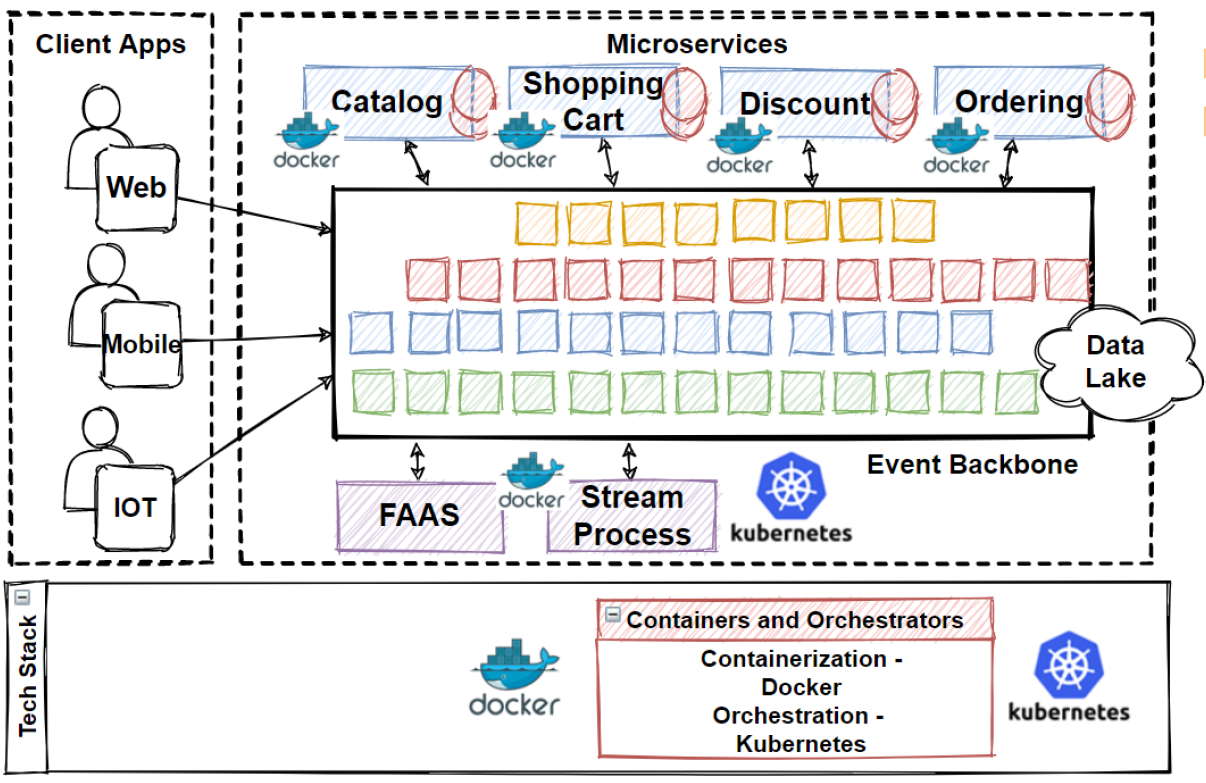 Client Apps
Microservices
Catalog
docker
Shopping
Cart
docker
Discount
docker
Ordering
docker
Web
Mobile
IOT
Data
Lake
Event Backbone
FAAS
docker
Stream
Process
kubernetes
Tech Stack
docker
Containers and Orchestrators
Containerization -
Docker
Orchestration -
Kubernetes
kubernetes